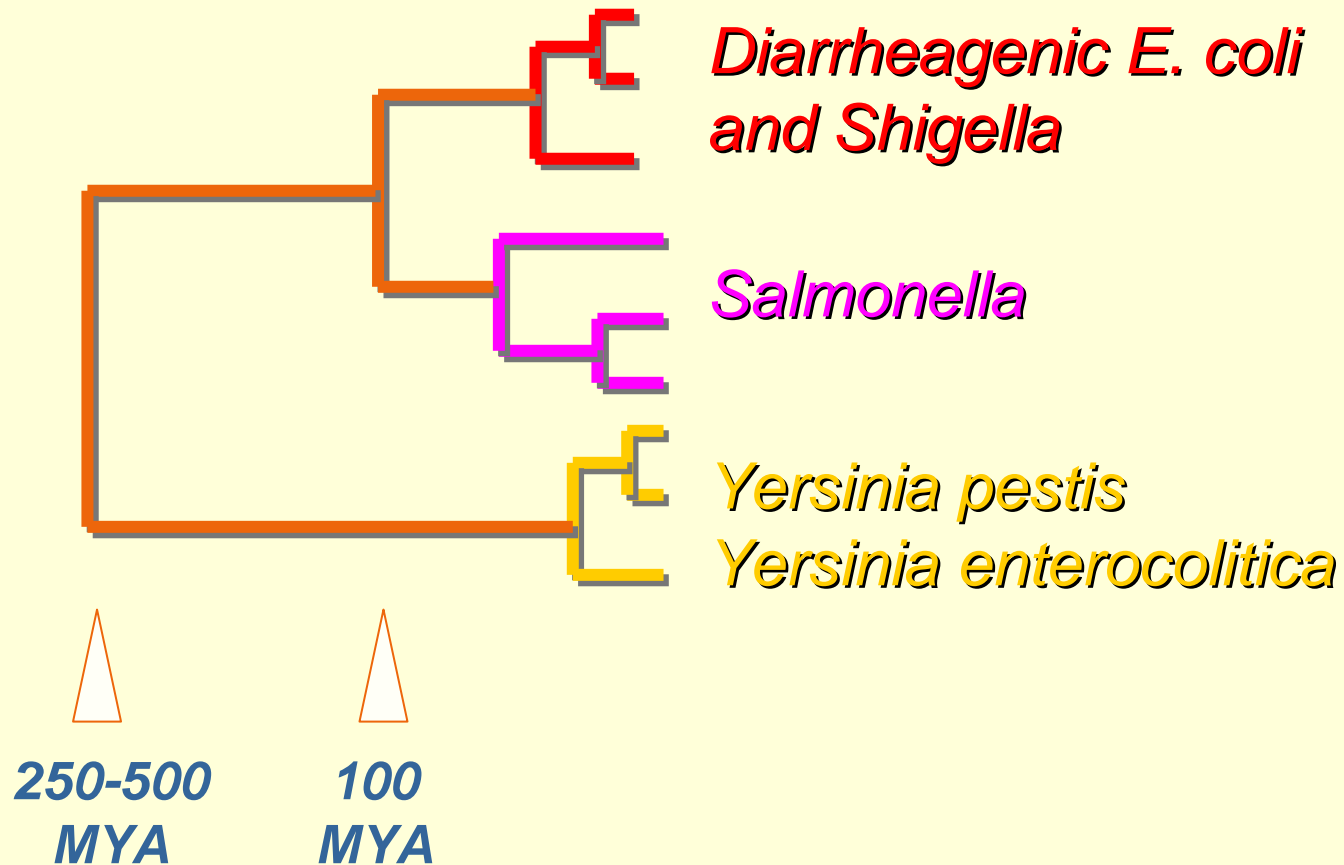 Diarrheagenic E. coli
and Shigella
Salmonella
Yersinia pestis
Yersinia enterocolitica
250-500
MYA
100
MYA